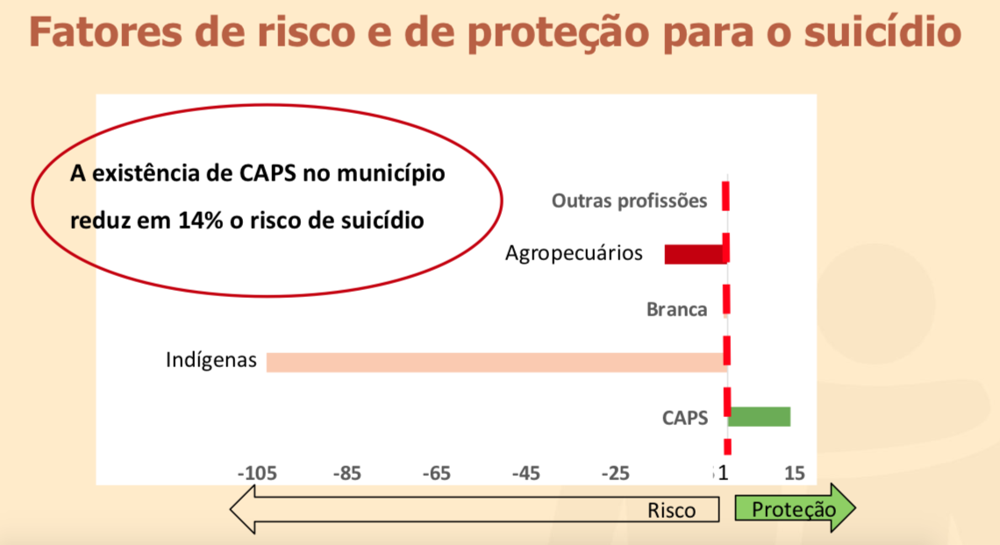 Fatores de risco e de proteção para o suicídio
A existência de CAPS no município
reduz em 14% o risco de suicídio
Outras profissões
Agropecuários
Branca
Indígenas
CAPS
-105 -85 -65 -45 -25 1 15
Risco
Proteção